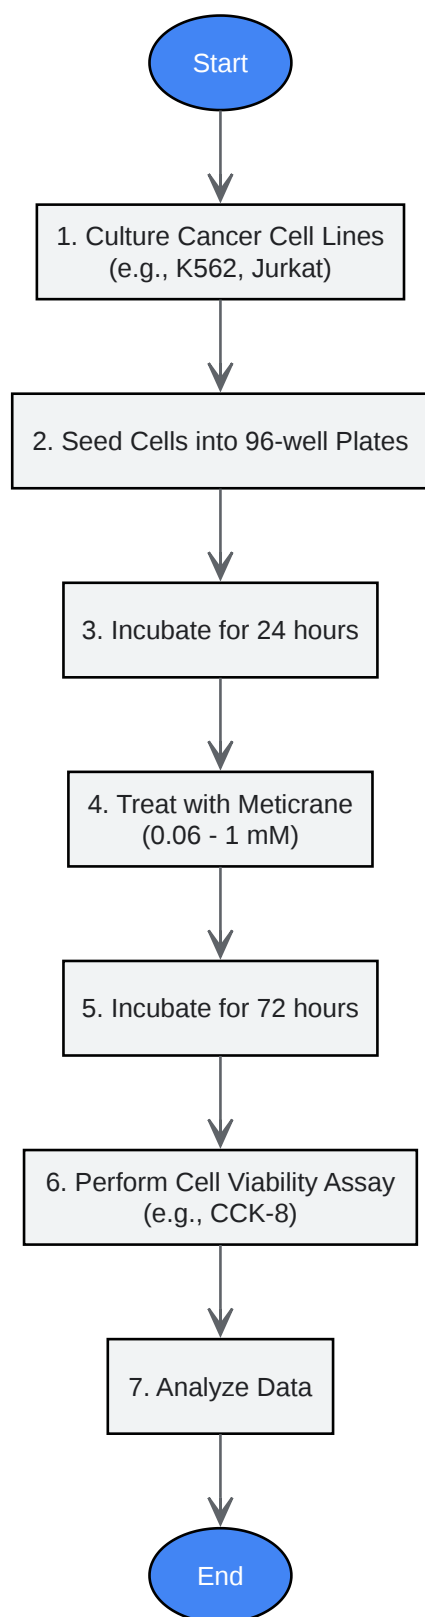 Start
1. Culture Cancer Cell Lines
(e.g., K562, Jurkat)
2. Seed Cells into 96-well Plates
3. Incubate for 24 hours
4. Treat with Meticrane
(0.06 - 1 mM)
5. Incubate for 72 hours
6. Perform Cell Viability Assay
(e.g., CCK-8)
7. Analyze Data
End